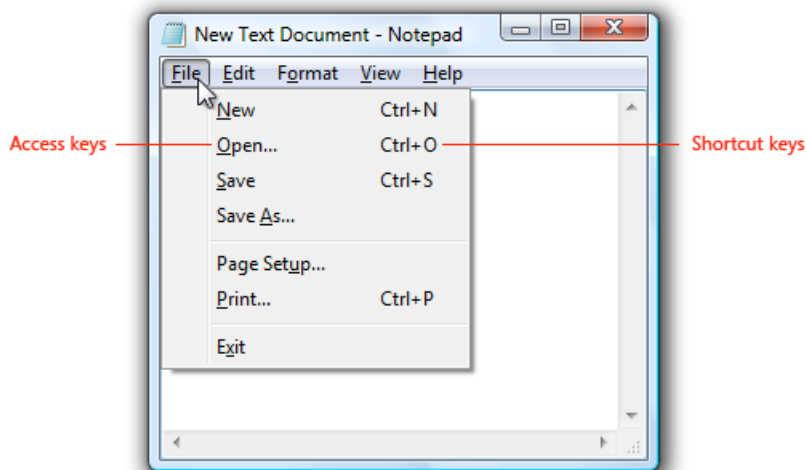 New Text Document - Notepad
File Edit Format View Help
New Ctrl+N
Access keys Open... Ctrl+O Shortcut keys
Save Ctrl+S
Save As...
Page Setup...
Print... Ctrl+P
Exit